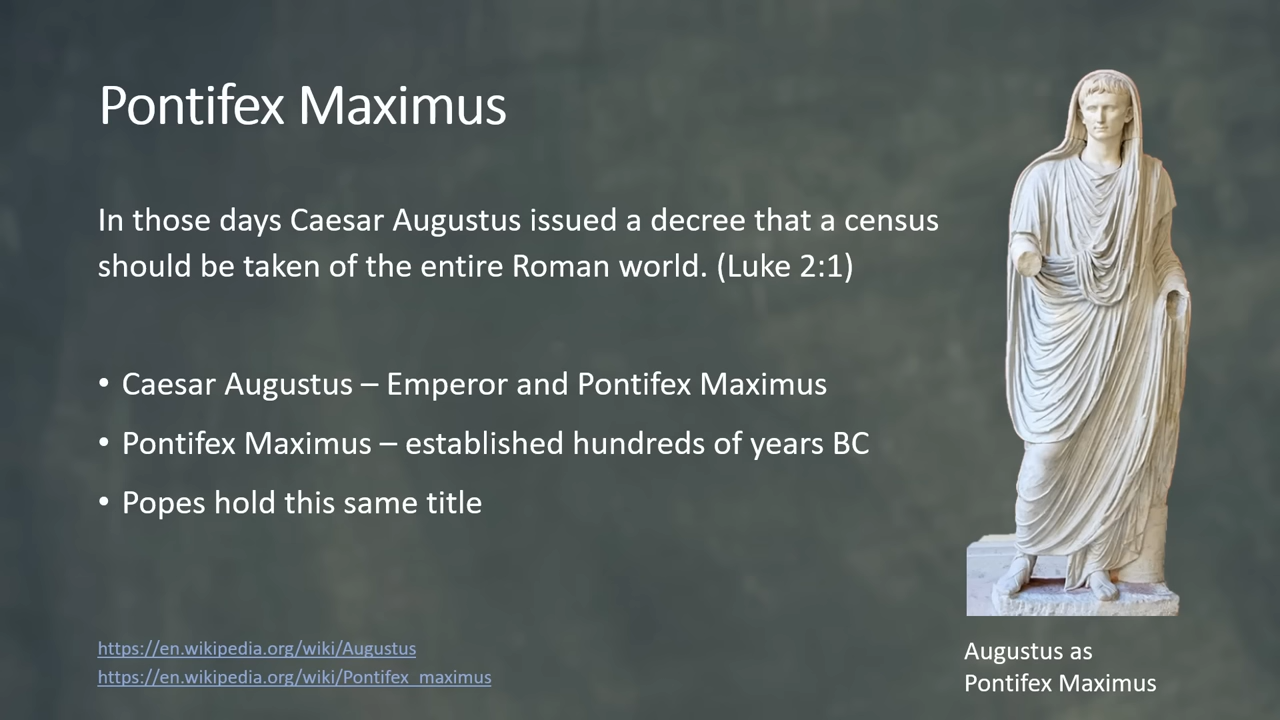 Pontifex Maximus
In those days Caesar Augustus issued a decree that a census
should be taken of the entire Roman world. (Luke 2:1)
• Caesar Augustus – Emperor and Pontifex Maximus
• Pontifex Maximus – established hundreds of years BC
• Popes hold this same title
https://en.wikipedia.org/wiki/Augustus
https://en.wikipedia.org/wiki/Pontifex_maximus
Augustus as
Pontifex Maximus